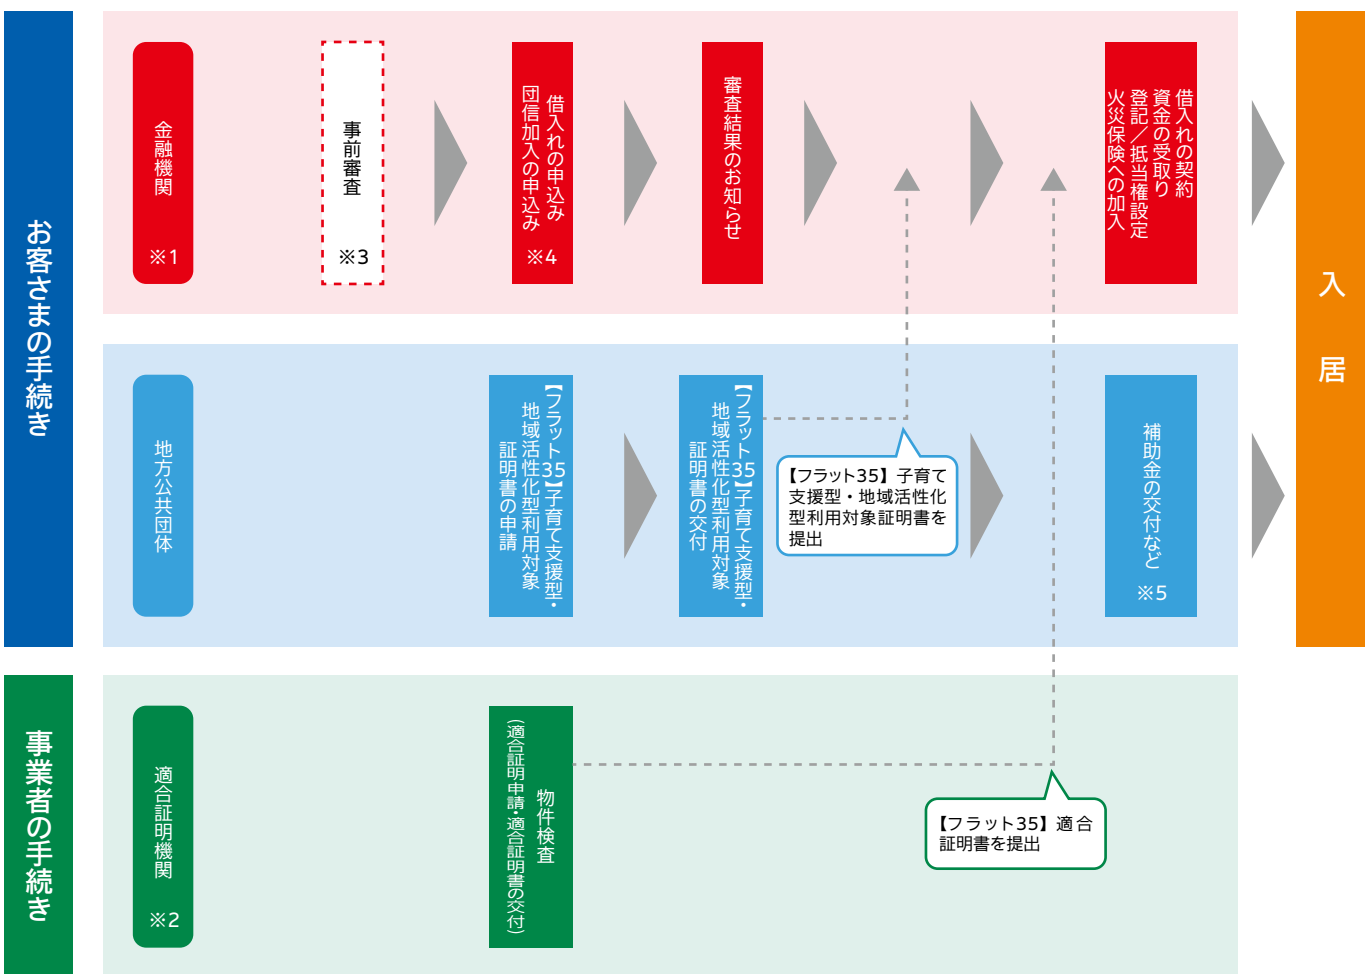 お客さまの手続き
金融機関
※1
事前審査
※3
借入れの申込み
団信加入の申込み
※4
審査結果のお知らせ
借入れの契約
資金の受取り
登記／抵当権設定
火災保険への加入
地方公共団体
【フラット35】子育て支援型・
地域活性化型利用対象
証明書の申請
【フラット35】子育て支援型・
地域活性化型利用対象
証明書の交付
【フラット35】子育て
支援型・地域活性化
型利用対象証明書を
提出
補助金の交付など
※5
入居
事業者の手続き
適合証明機関
※2
物件検査
(適合証明申請・適合証明書の交付)
【フラット35】適合
証明書を提出